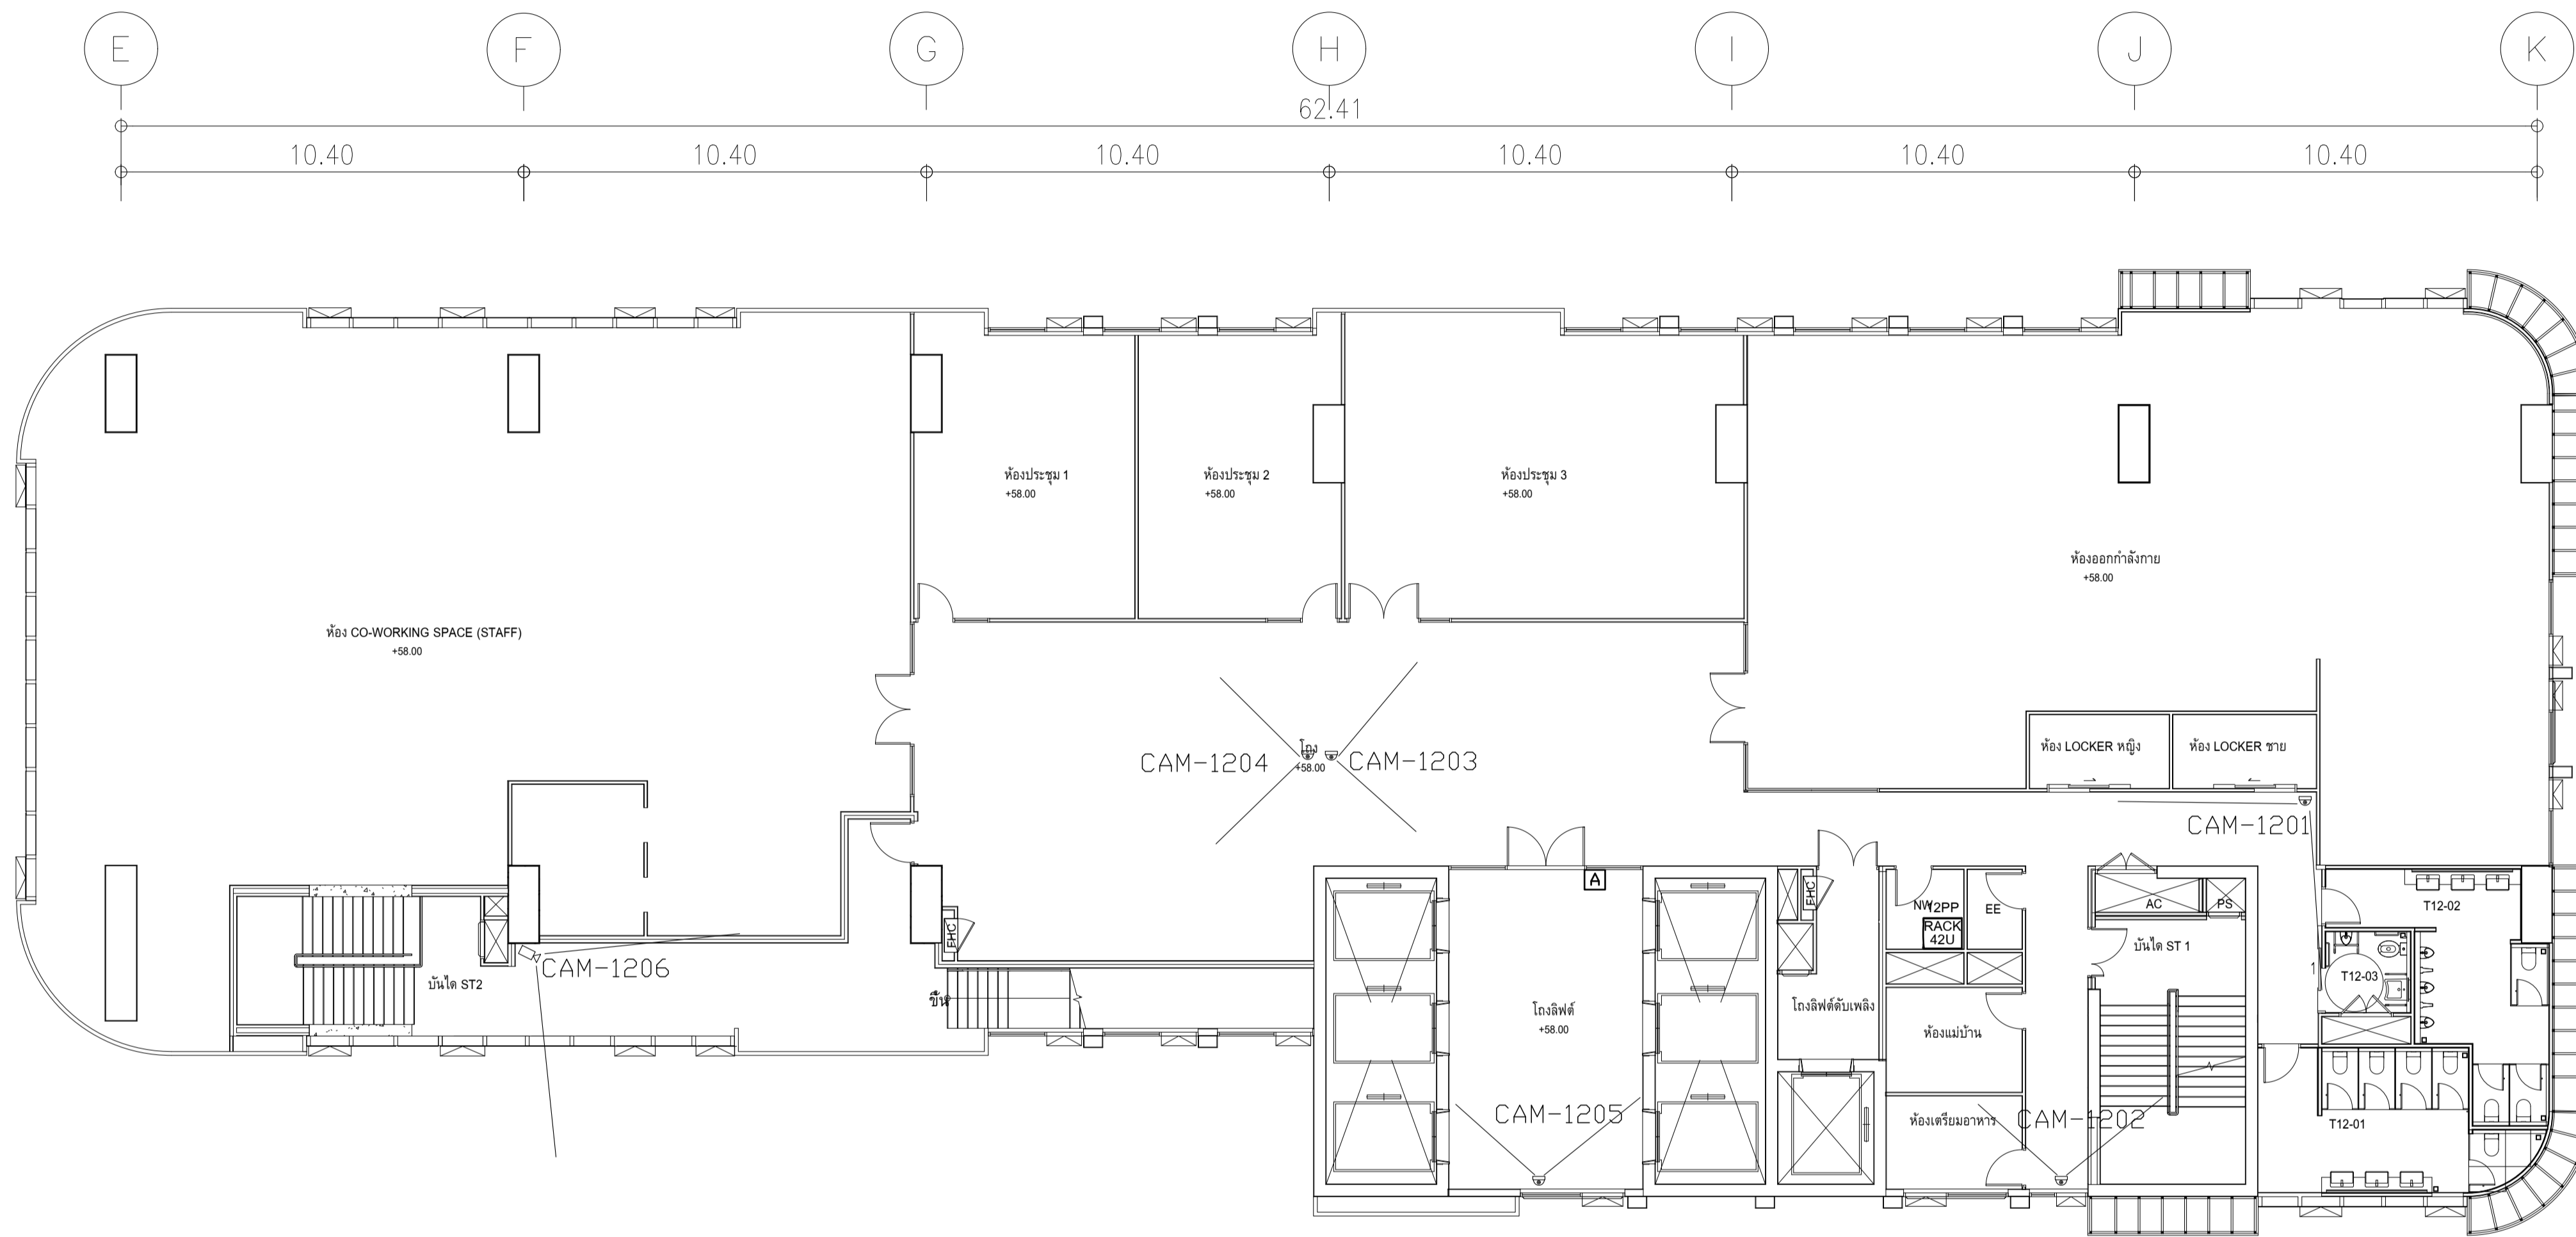 E F G H I J K
62.41
10.40 10.40 10.40 10.40 10.40 10.40
ห้องประชุม 1
+58.00
ห้องประชุม 2
+58.00
ห้องประชุม 3
+58.00
ห้องออกกำลังกาย
+58.00
ห้อง CO-WORKING SPACE (STAFF)
+58.00
โถง
+58.00
CAM-1204
CAM-1203
ห้อง LOCKER หญิง
ห้อง LOCKER ชาย
CAM-1201
A
FHC
FHC
NW
12PP
RACK
42U
EE
AC
PS
T12-02
บันได ST 1
T12-03
1
CAM-1206
บันได ST2
ขึ้น
โถงลิฟต์
+58.00
โถงลิฟต์ดับเพลิง
ห้องแม่บ้าน
CAM-1205
ห้องเตรียมอาหาร
CAM-1202
T12-01